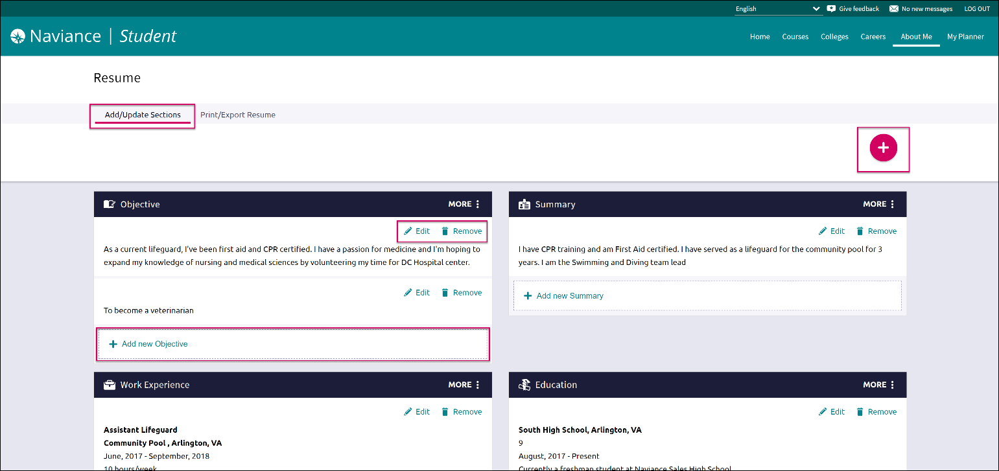 English
Give feedback
No new messages
LOG OUT
Naviance | Student
Home
Courses
Colleges
Careers
About Me
My Planner
Resume
Add/Update Sections
Print/Export Resume
Objective
MORE
Edit
Remove
As a current lifeguard, I've been first aid and CPR certified. I have a passion for medicine and I'm hoping to
expand my knowledge of nursing and medical sciences by volunteering my time for DC Hospital center.
Edit
Remove
To become a veterinarian
Add new Objective
Summary
MORE
Edit
Remove
I have CPR training and am First Aid certified. I have served as a lifeguard for the community pool for 3
years. I am the Swimming and Diving team lead
Add new Summary
Work Experience
MORE
Edit
Remove
Assistant Lifeguard
Community Pool , Arlington, VA
June, 2017 - September, 2018
10 hours/week
Education
MORE
Edit
Remove
South High School, Arlington, VA
9
August, 2017 - Present
Currently a freshman student at Naviance Sales High School